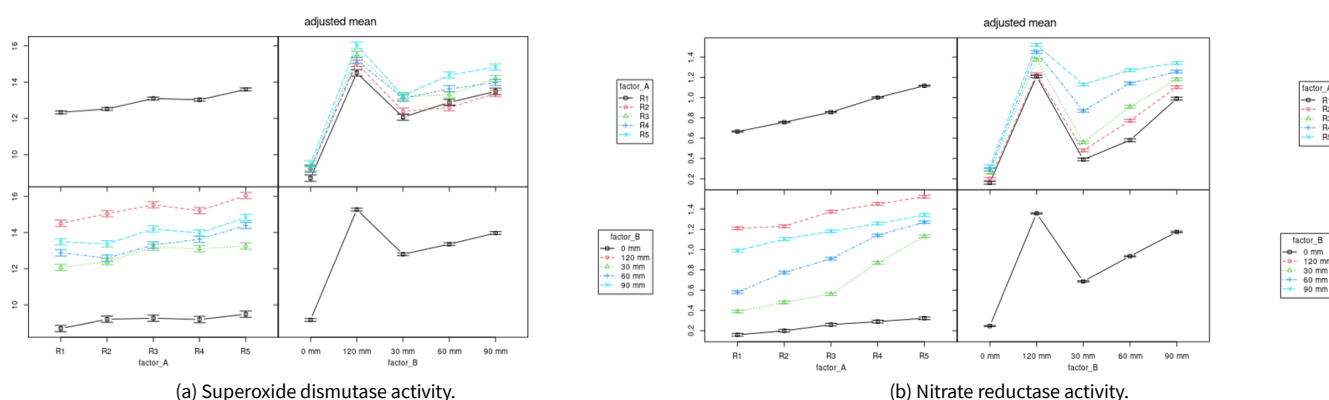 adjusted mean
16
14
12
10
16
14
12
10
R1 R2 R3 R4 R5
factor_A
0 mm 120 mm 30 mm 60 mm 90 mm
factor_B
factor_A
R1
R2
R3
R4
R5
factor_B
0 mm
120 mm
30 mm
60 mm
90 mm
(a) Superoxide dismutase activity.
adjusted mean
1.4
1.2
1.0
0.8
0.6
0.4
0.2
1.4
1.2
1.0
0.8
0.6
0.4
0.2
R1 R2 R3 R4 R5
factor_A
0 mm 120 mm 30 mm 60 mm 90 mm
factor_B
factor_A
factor_B
0 mm
120 mm
30 mm
60 mm
90 mm
(b) Nitrate reductase activity.